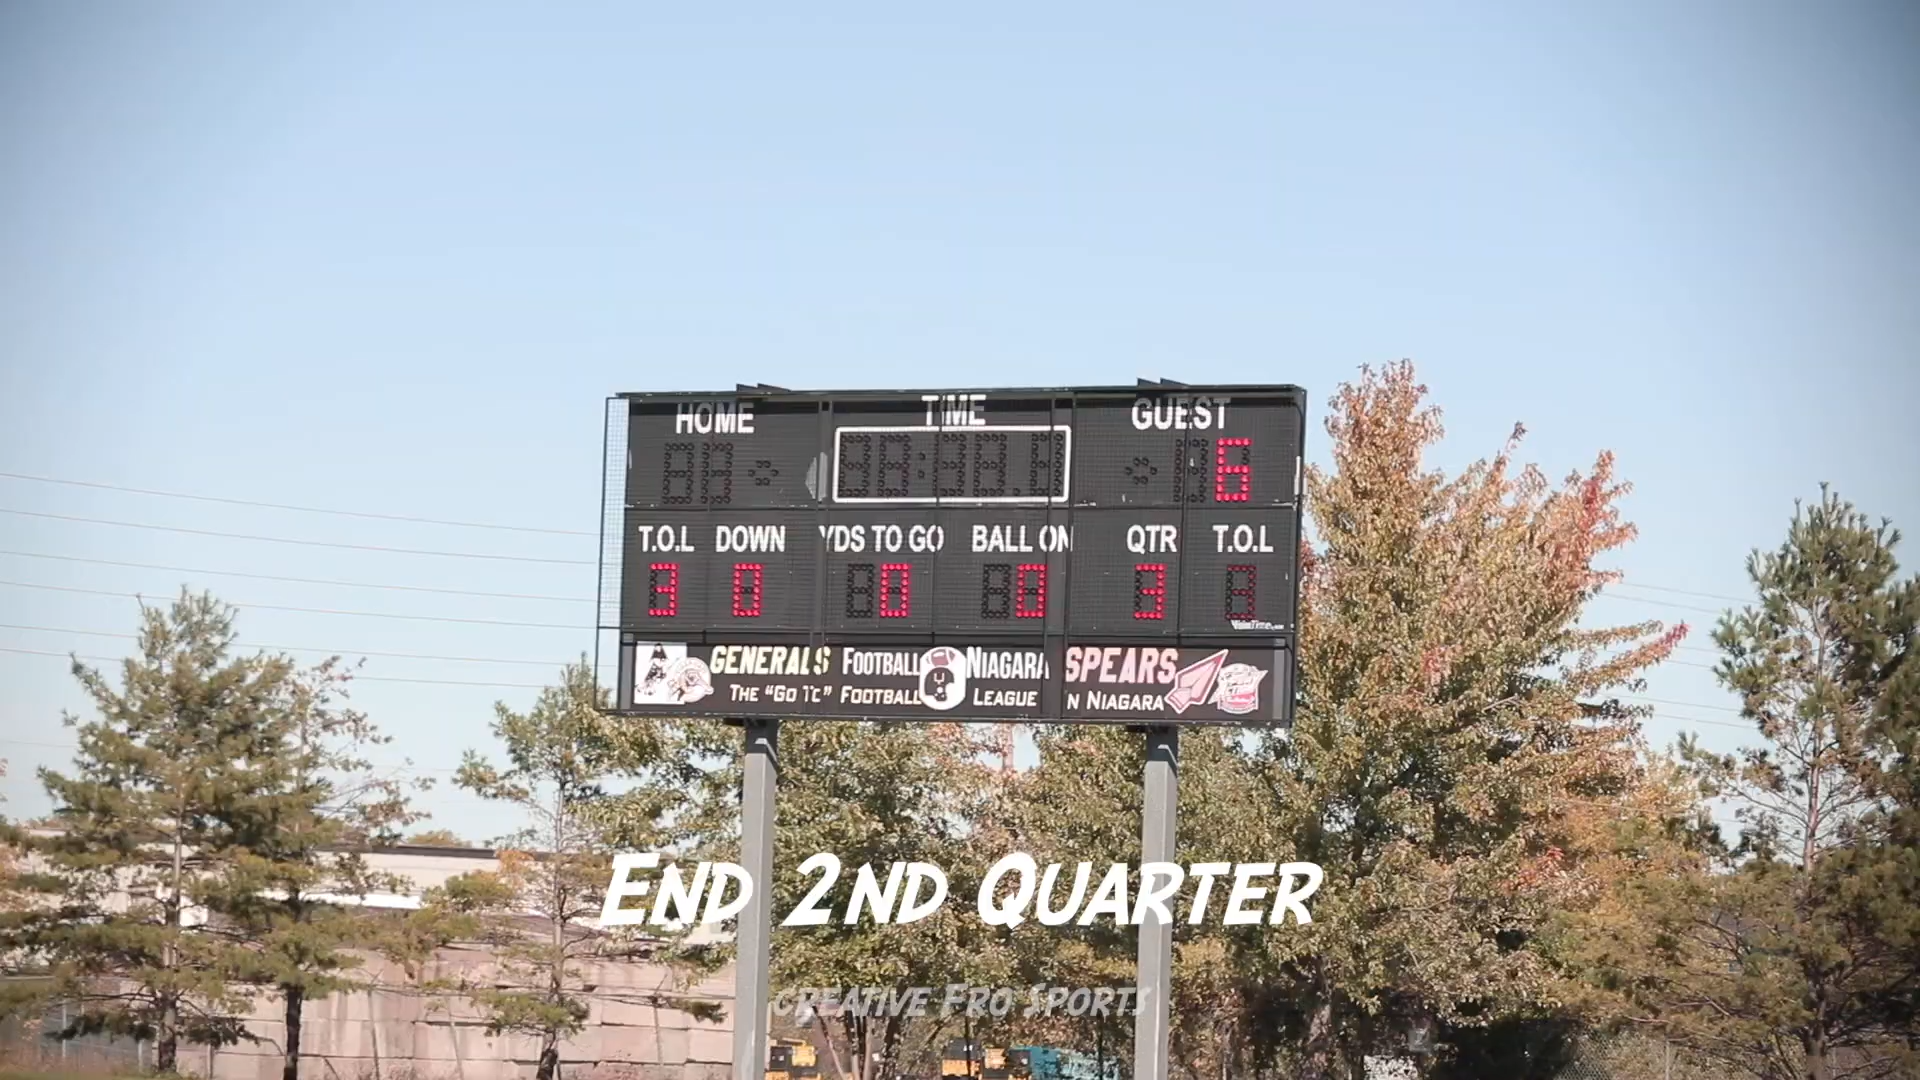 HOME TIME GUEST
6
T.O.L DOWN YDS TO GO BALL ON QTR T.O.L
3 0 0 0 3 3
GENERALS FOOTBALL NIAGARA SPEARS
THE “GO TO” FOOTBALL LEAGUE IN NIAGARA
END 2ND QUARTER
CREATIVE FRO SPORTS